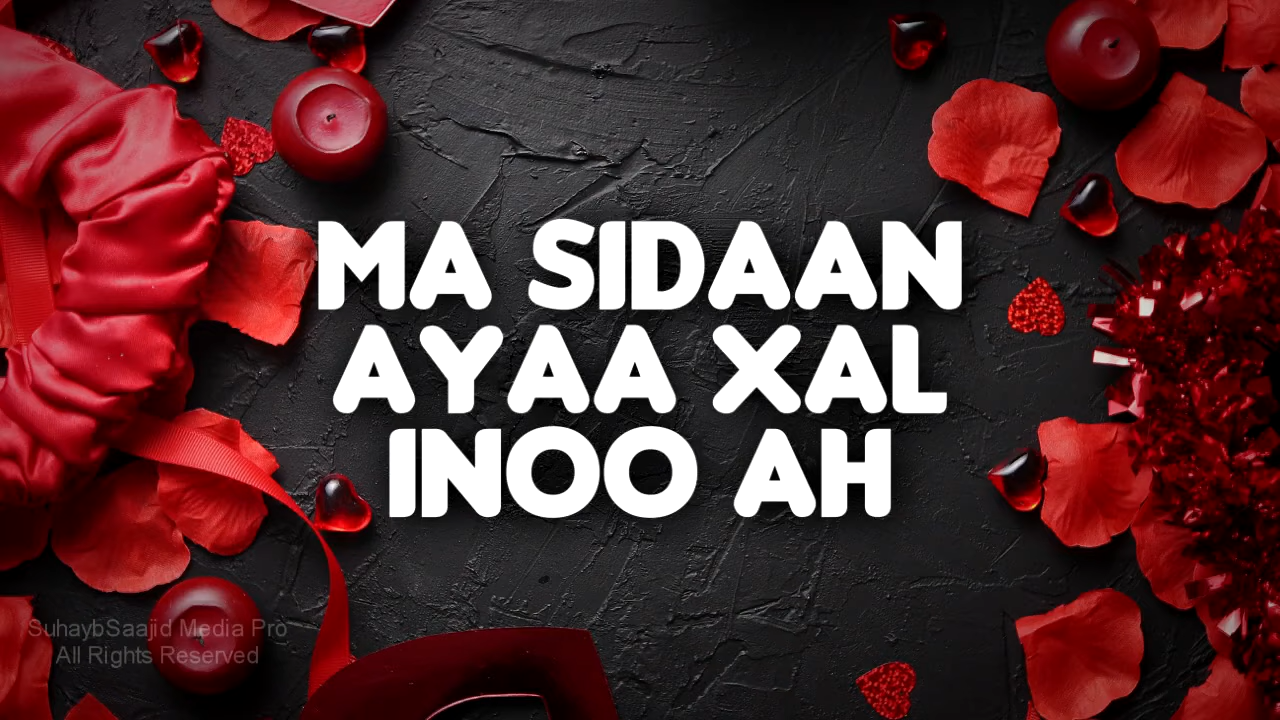 MA SIDAAN
AYAA XAL
INOO AH
SuhaybSaajid Media Pro
All Rights Reserved